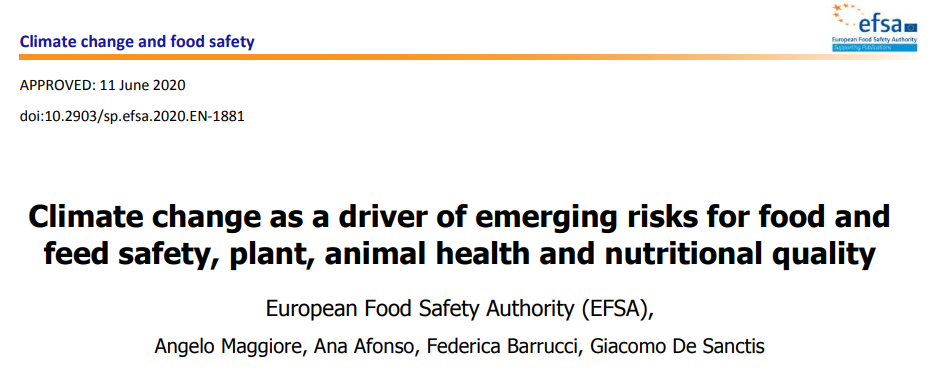 efsa
European Food Safety Authority
Supporting Publications
Climate change and food safety
APPROVED: 11 June 2020
doi:10.2903/sp.efsa.2020.EN-1881
Climate change as a driver of emerging risks for food and
feed safety, plant, animal health and nutritional quality
European Food Safety Authority (EFSA),
Angelo Maggiore, Ana Afonso, Federica Barrucci, Giacomo De Sanctis